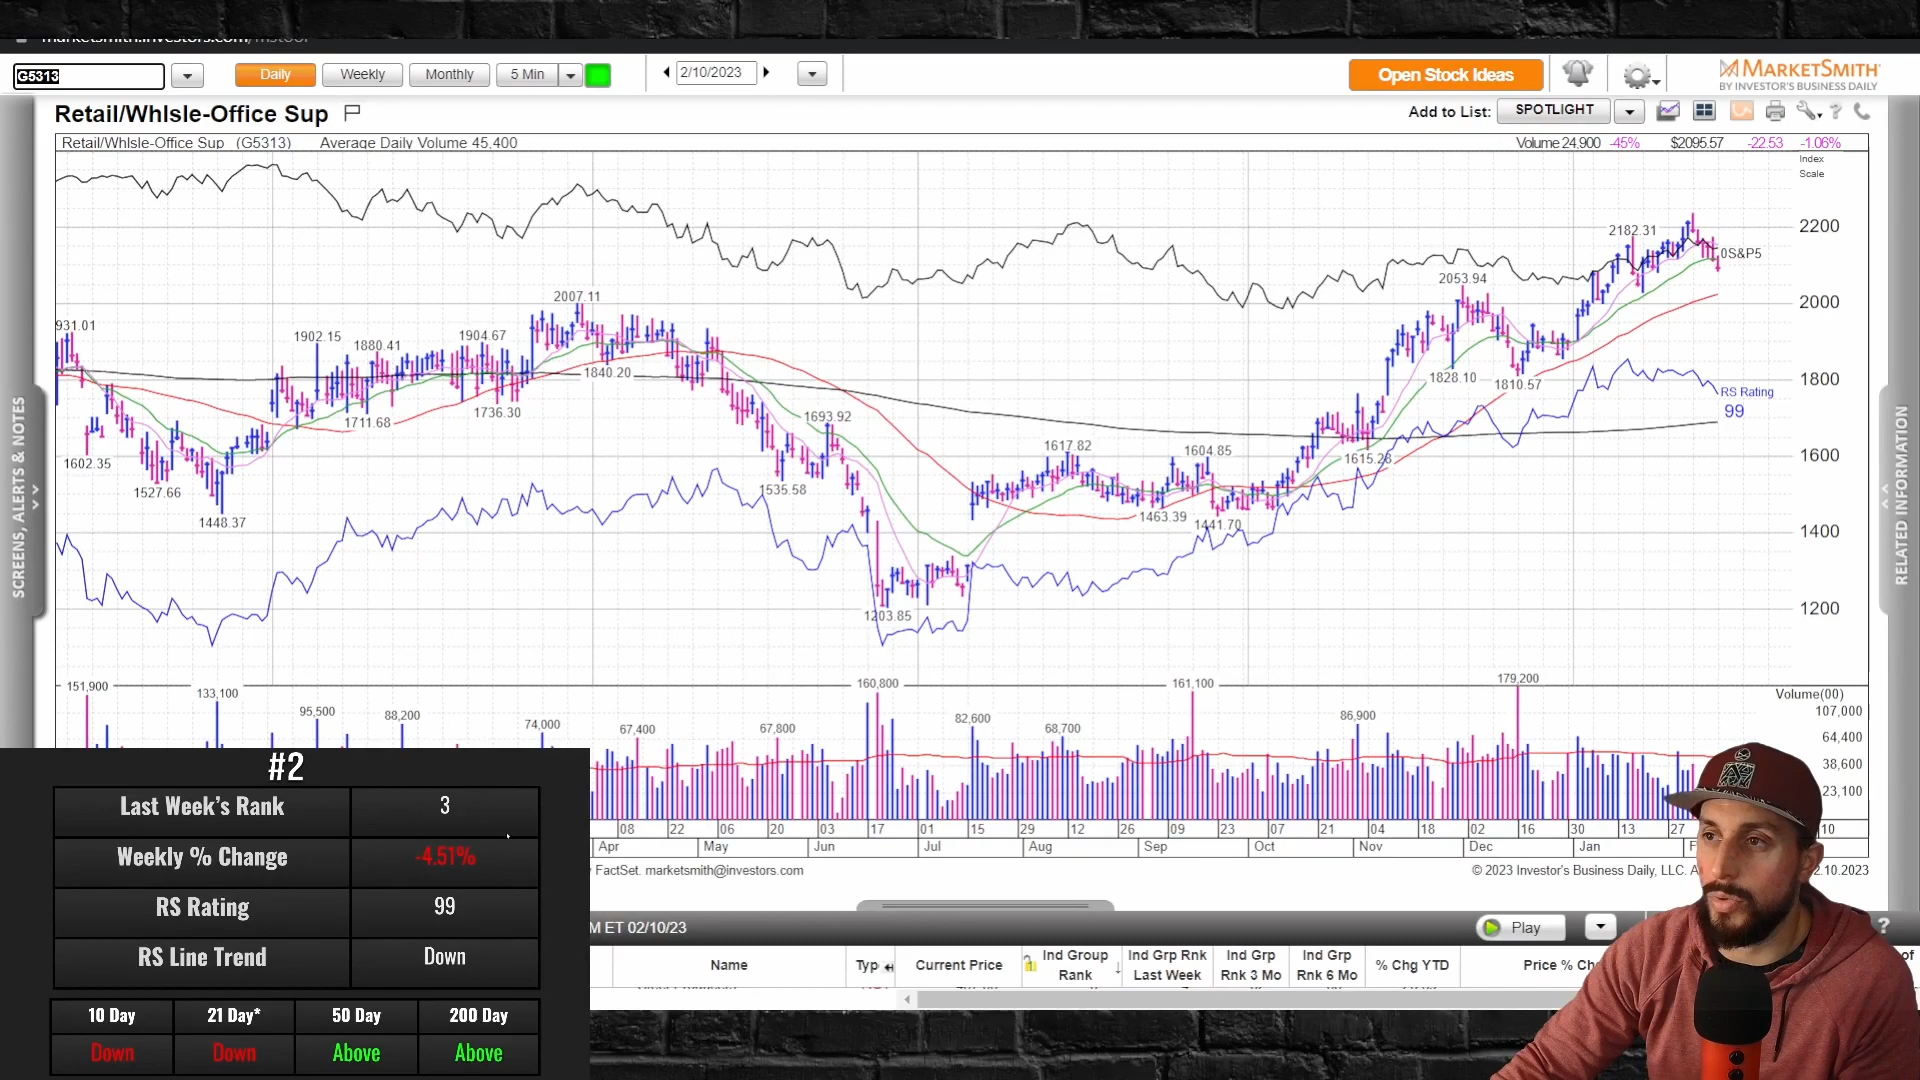 G5313
Daily
Weekly
Monthly
5 Min
2/10/2023
Open Stock Ideas
MARKETSMITH
BY INVESTOR'S BUSINESS DAILY
Retail/Whlsle-Office Sup
Add to List:
SPOTLIGHT
Retail/Whlsle-Office Sup (G5313) Average Daily Volume 45,400
Volume 24,900 -45% $2095.57 -22.53 -1.06%
Index
Scale
2200
2182.31
0S&P5
2053.94
2007.11
2000
931.01
1902.15
1904.67
1880.41
1840.20
1828.10
1810.57
1800
RS Rating
99
1736.30
1711.68
1693.92
1617.82
1604.85
1615.28
1600
1602.35
1527.66
1535.58
1463.39
1441.70
1448.37
1400
1203.85
1200
SCREENS, ALERTS & NOTES
RELATED INFORMATION
151,900
133,100
95,500
88,200
74,000
67,400
67,800
160,800
82,600
68,700
161,100
86,900
179,200
Volume(00)
107,000
64,400
38,600
23,100
08 22 06 20 03 17 01 15 29 12 26 09 23 07 21 04 18 02 16 30 13 27 10
Apr May Jun Jul Aug Sep Oct Nov Dec Jan F
FactSet. marketsmith@investors.com
© 2023 Investor's Business Daily, LLC. A
2.10.2023
M ET 02/10/23
Play
Name
Typ
Current Price
Ind Group
Rank
Ind Grp Rnk
Last Week
Ind Grp
Rnk 3 Mo
Ind Grp
Rnk 6 Mo
% Chg YTD
Price % Ch
of
#2
Last Week's Rank 3
Weekly % Change -4.51%
RS Rating 99
RS Line Trend Down
10 Day 21 Day* 50 Day 200 Day
Down Down Above Above